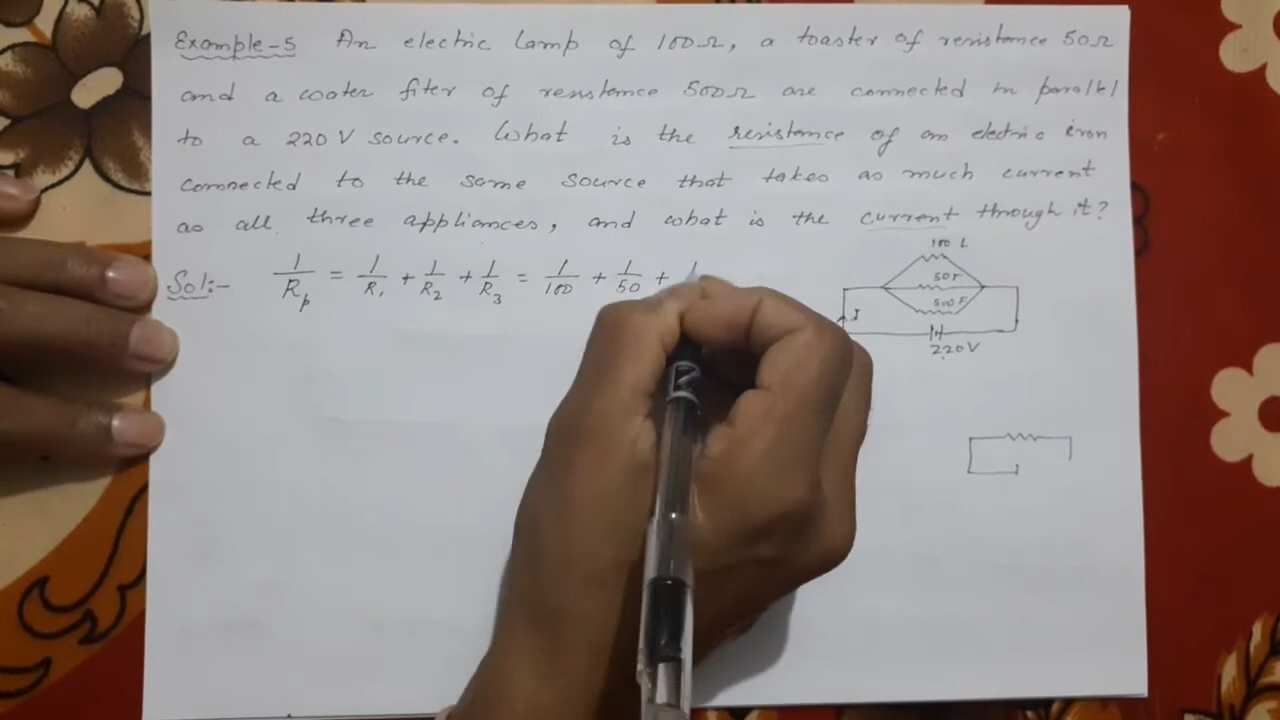 Example-5 An electric lamp of 100Ω, a toaster of resistance 50Ω
and a water filter of resistance 500Ω are connected in parallel
to a 220 V source. What is the resistance of an electric iron
connected to the same source that takes as much current
as all three appliances, and what is the current through it?
Sol:- 1/Rp = 1/R1 + 1/R2 + 1/R3 = 1/100 + 1/50 + 1
100 L
50 T
500 F
I
220V